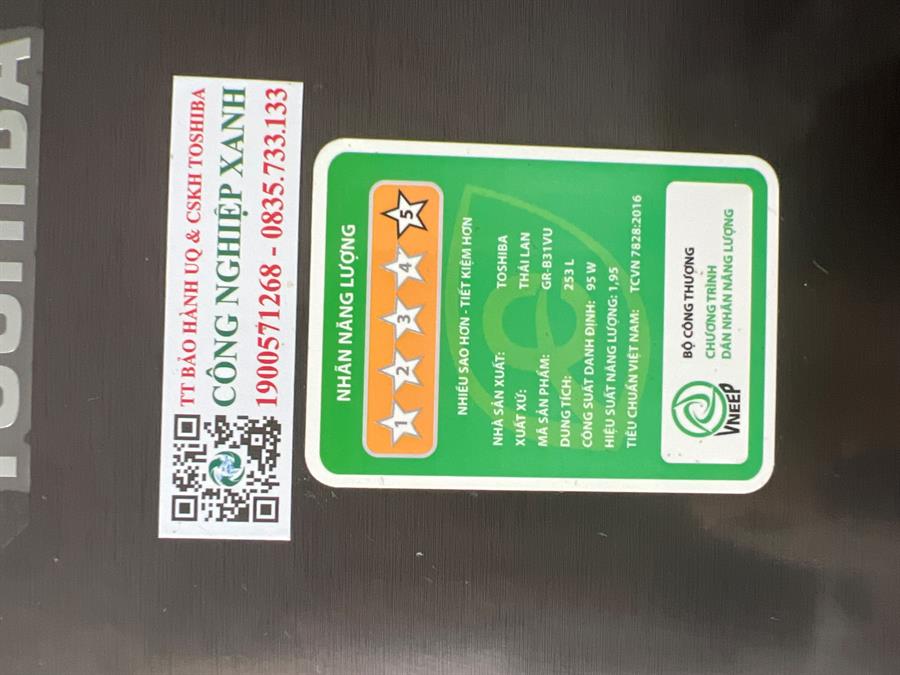 TOSHIBA
TT BẢO HÀNH UQ & CSKH TOSHIBA
CÔNG NGHIỆP XANH
1900571268 - 0835.733.133
NHÃN NĂNG LƯỢNG
1 2 3 4 5
NHIỀU SAO HƠN - TIẾT KIỆM HƠN
NHÀ SẢN XUẤT: TOSHIBA
XUẤT XỨ: THÁI LAN
MÃ SẢN PHẨM: GR-B31VU
DUNG TÍCH: 253 L
CÔNG SUẤT DANH ĐỊNH: 95 W
HIỆU SUẤT NĂNG LƯỢNG: 1,95
TIÊU CHUẨN VIỆT NAM: TCVN 7828:2016
VNEEP
BỘ CÔNG THƯƠNG
CHƯƠNG TRÌNH
DÁN NHÃN NĂNG LƯỢNG